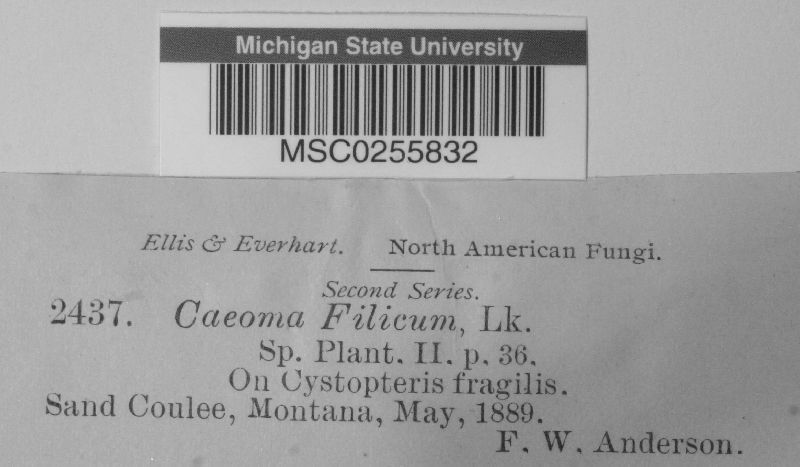 Michigan State University
MSC0255832
Ellis & Everhart. North American Fungi.
Second Series.
2437. Caeoma Filicum, Lk.
Sp. Plant. II. p. 36.
On Cystopteris fragilis.
Sand Coulee, Montana, May, 1889.
F. W. Anderson.